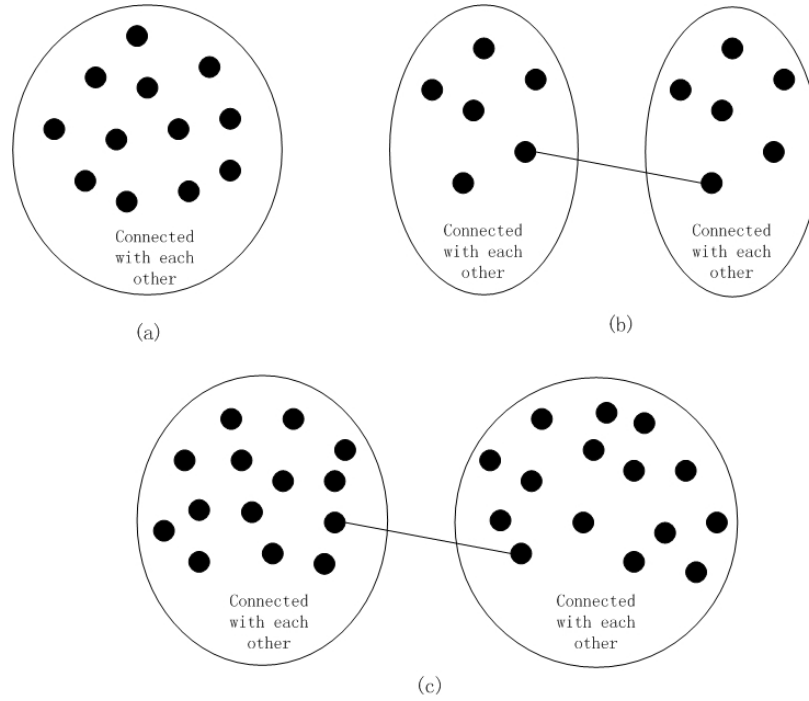 Connected
with each
other
(a)
Connected
with each
other
Connected
with each
other
(b)
Connected
with each
other
Connected
with each
other
(c)